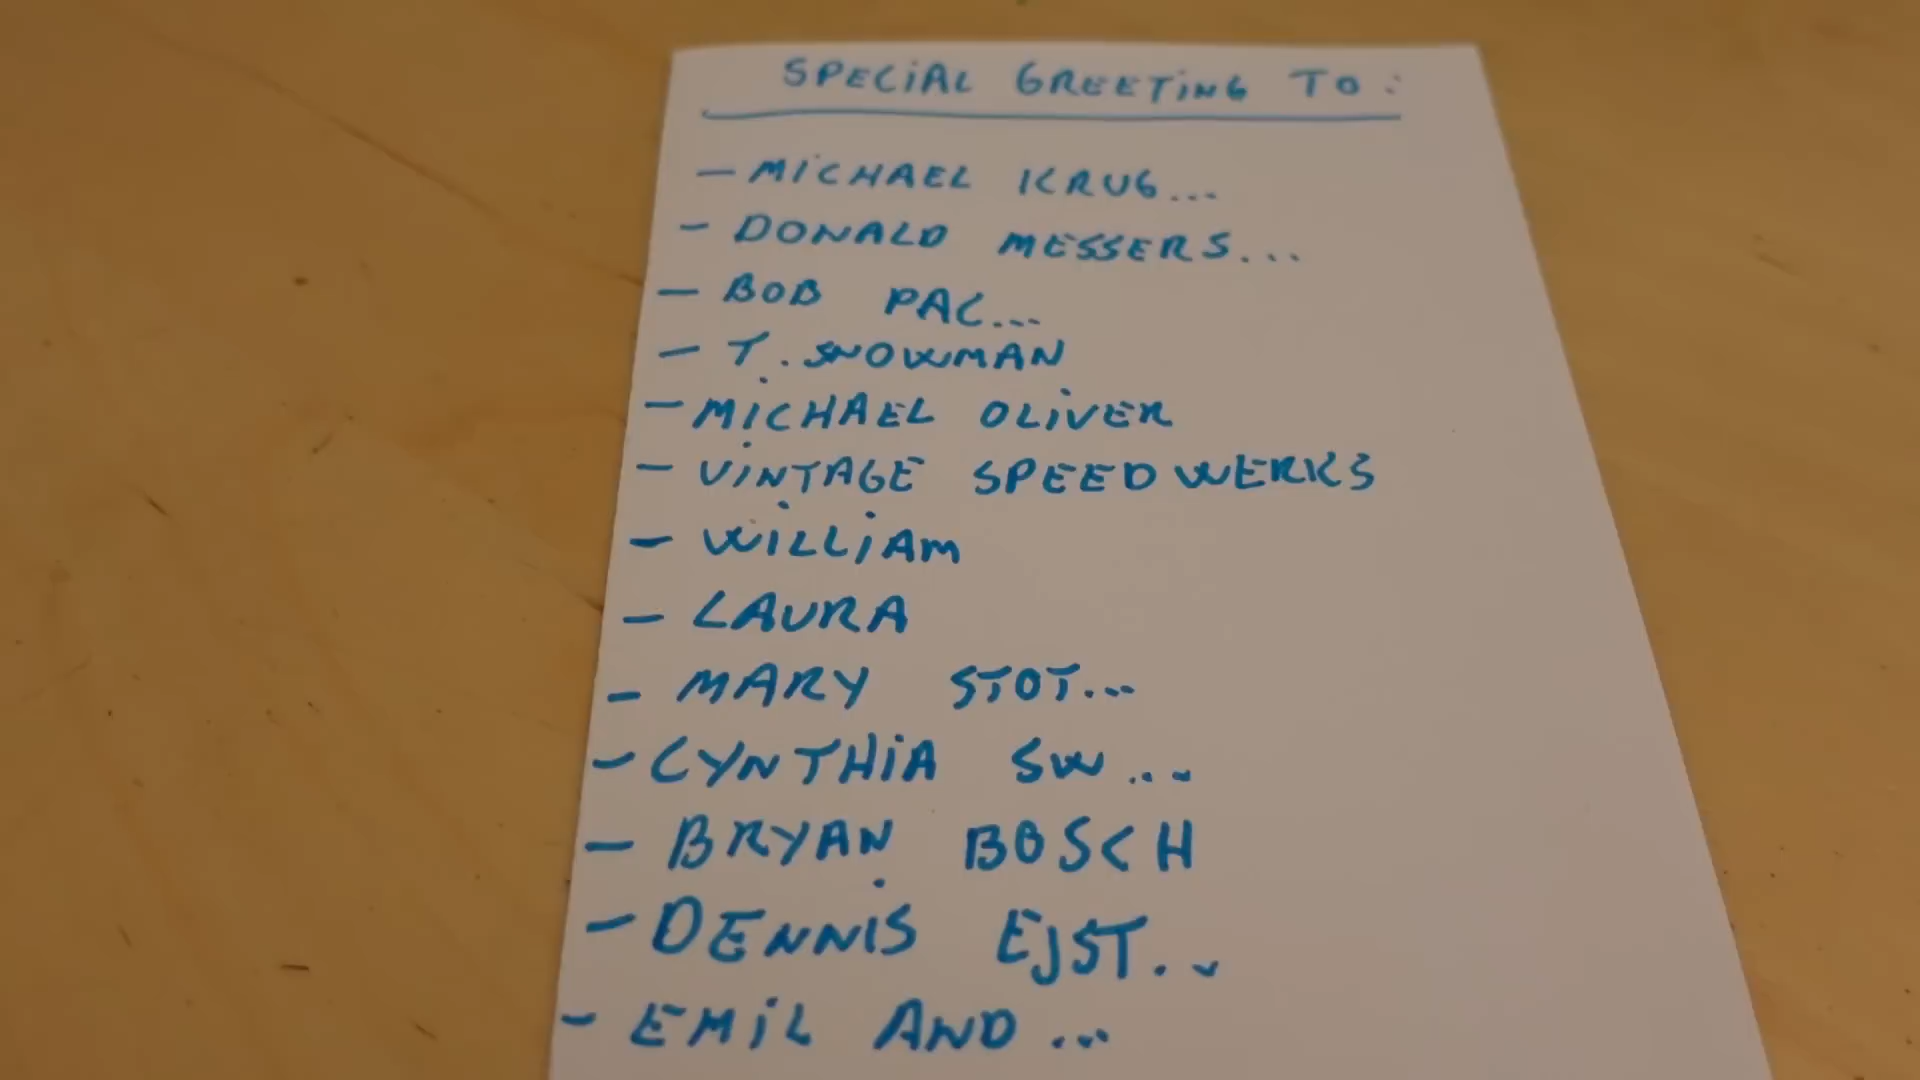 SPECiAL GREETiNG TO:
- MiCHAEL KRUG...
- DONALD MESSERS...
- BOB PAC...
- T. SNOWMAN
- MiCHAEL OLiVER
- ViNTAGE SPEEDWERKS
- WiLLiAM
- LAURA
- MARY STOT...
- CYNTHiA SW...
- BRYAN BOSCH
- DENNiS EJST...
- EMiL AND...